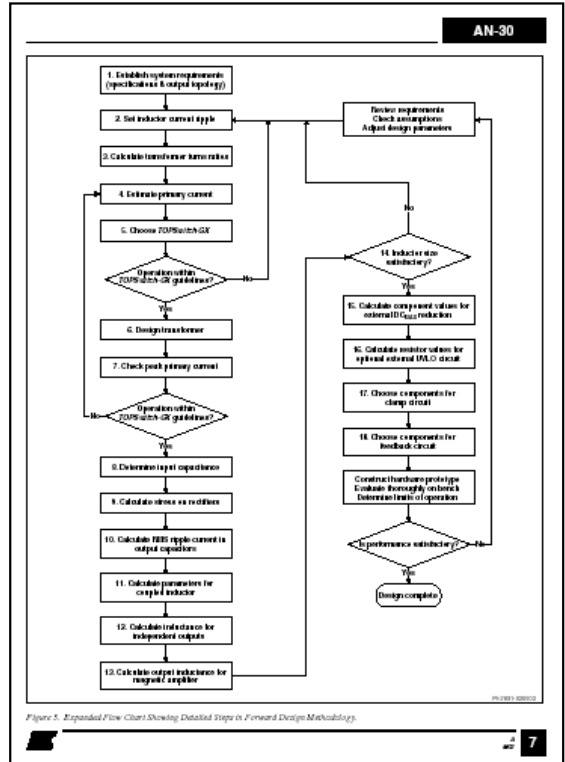 AN-30
1. Establish system requirements
(specifications & output topology)
2. Set inductor current ripple
3. Calculate transformer turns ratios
4. Estimate primary current
5. Choose TOPSwitch-GX
Operation within
TOPSwitch-GX guidelines?
No
Yes
6. Design transformer
7. Check peak primary current
Operation within
TOPSwitch-GX guidelines?
No
Yes
8. Determine input capacitance
9. Calculate stress on rectifiers
10. Calculate RMS ripple current in
output capacitors
11. Calculate parameters for
coupled inductor
12. Calculate inductance for
independent outputs
13. Calculate output inductance for
magnetic amplifier
Review requirements
Check assumptions
Adjust design parameters
No
14. Inductor size
satisfactory?
Yes
15. Calculate component values for
external DCMAX reduction
16. Calculate resistor values for
optional external UVLO circuit
17. Choose components for
clamp circuit
18. Choose components for
feedback circuit
Construct hardware prototype
Evaluate thoroughly on bench
Determine limits of operation
Is performance satisfactory?
No
Yes
Design complete
Figure 5. Expanded Flow Chart Showing Detailed Steps in Forward Design Methodology.
7